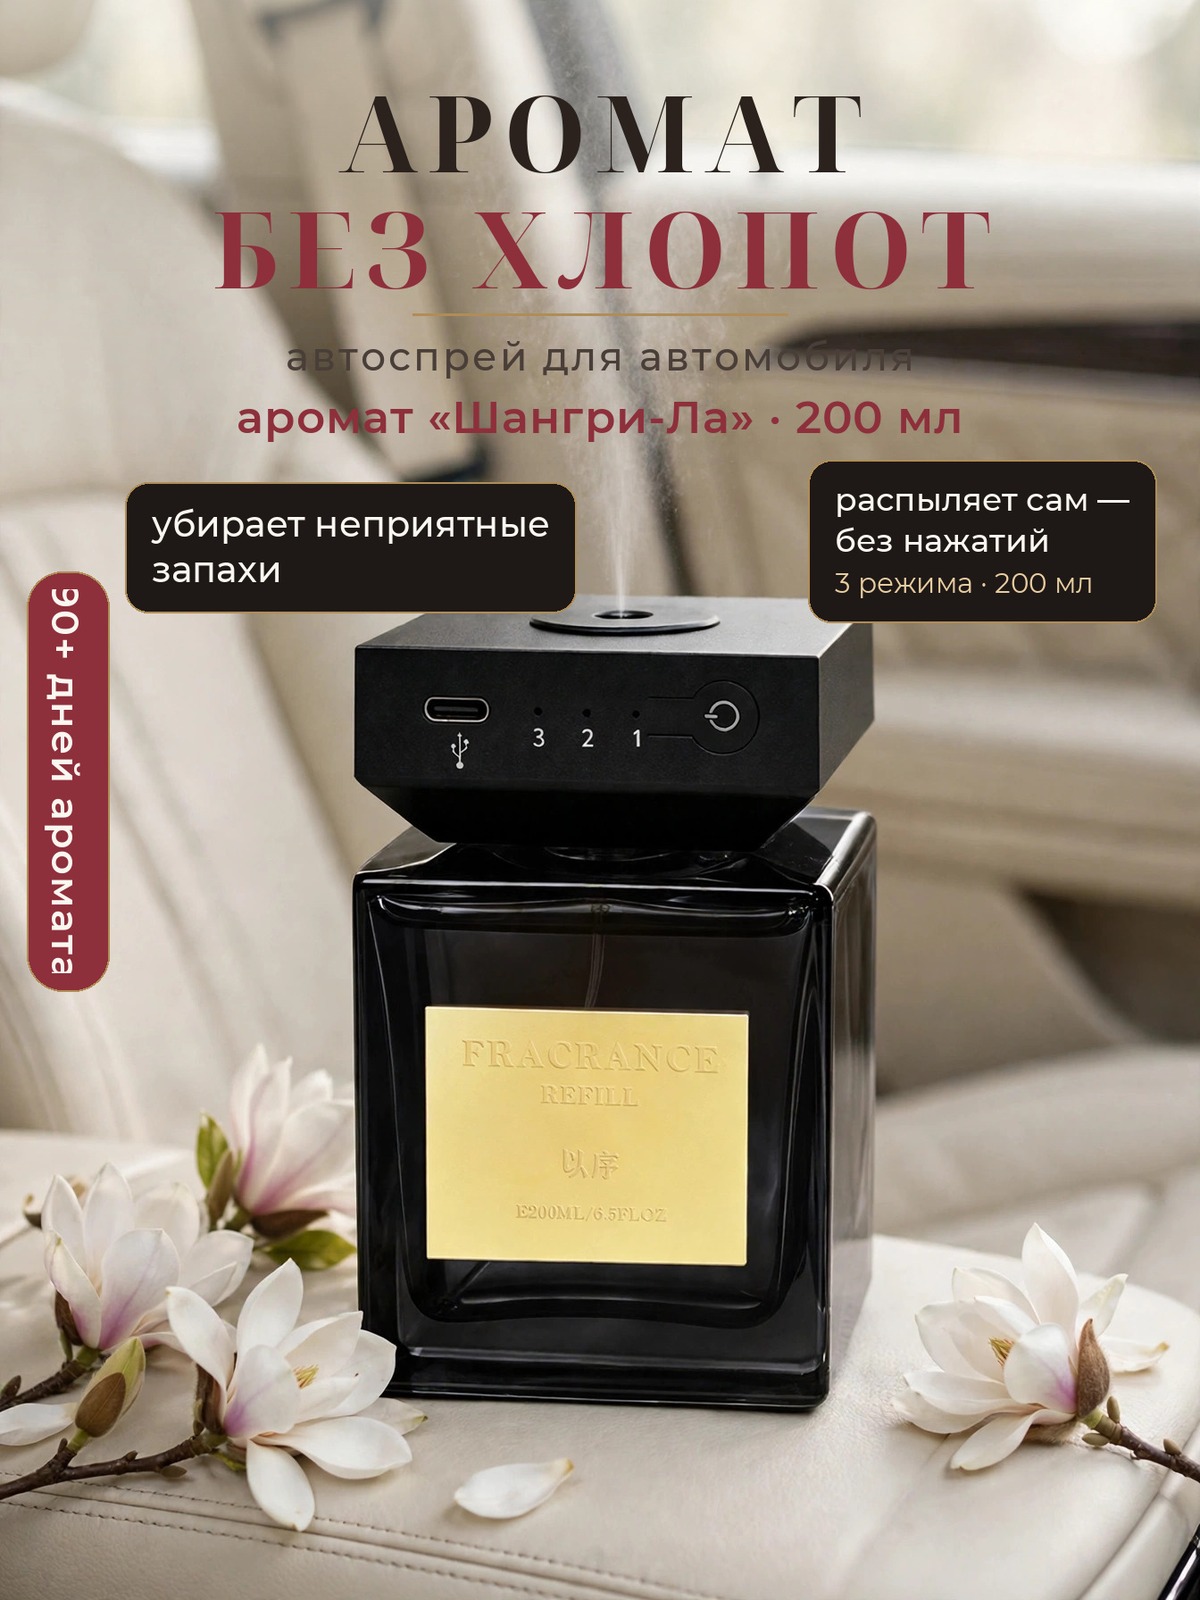 АРОМАТ
БЕЗ ХЛОПОТ
автоспрей для автомобиля
аромат «Шангри-Ла» · 200 мл
убирает неприятные
запахи
распыляет сам —
без нажатий
3 режима · 200 мл
90+ дней аромата
3 2 1
FRACRANCE
REFILL
以序
E200ML/6.5FLOZ